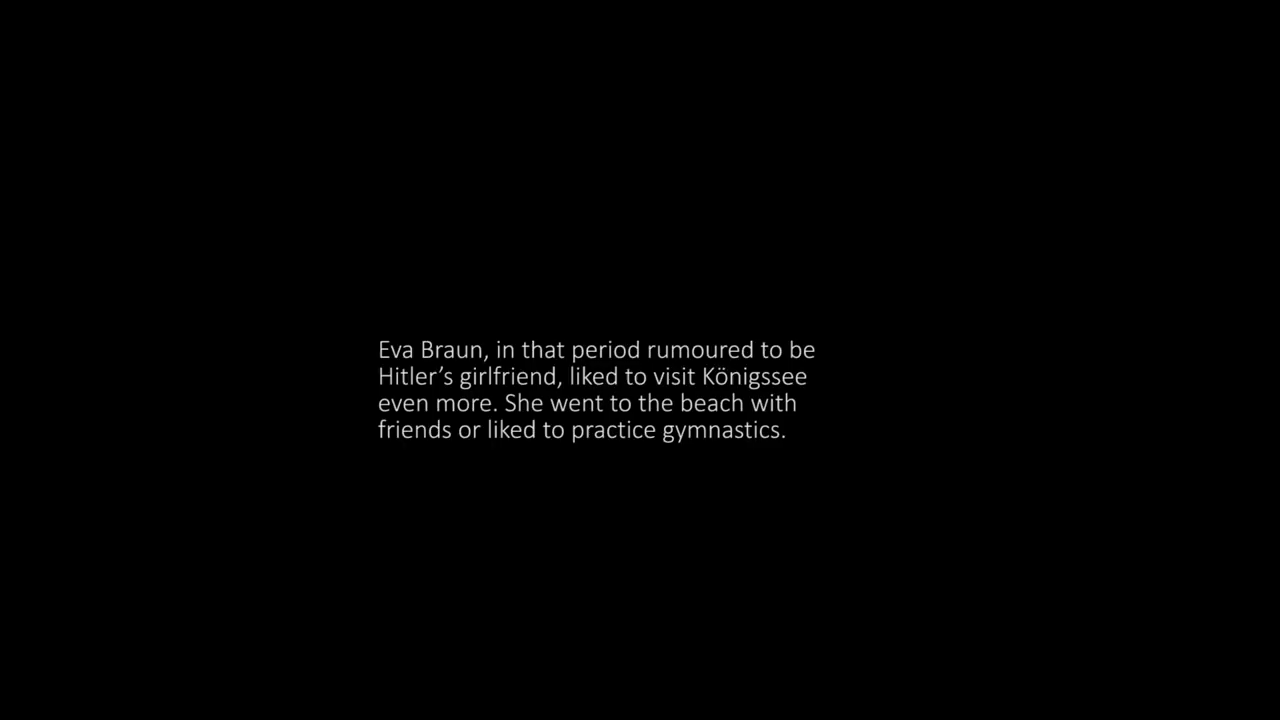 Eva Braun, in that period rumoured to be
Hitler’s girlfriend, liked to visit Königssee
even more. She went to the beach with
friends or liked to practice gymnastics.